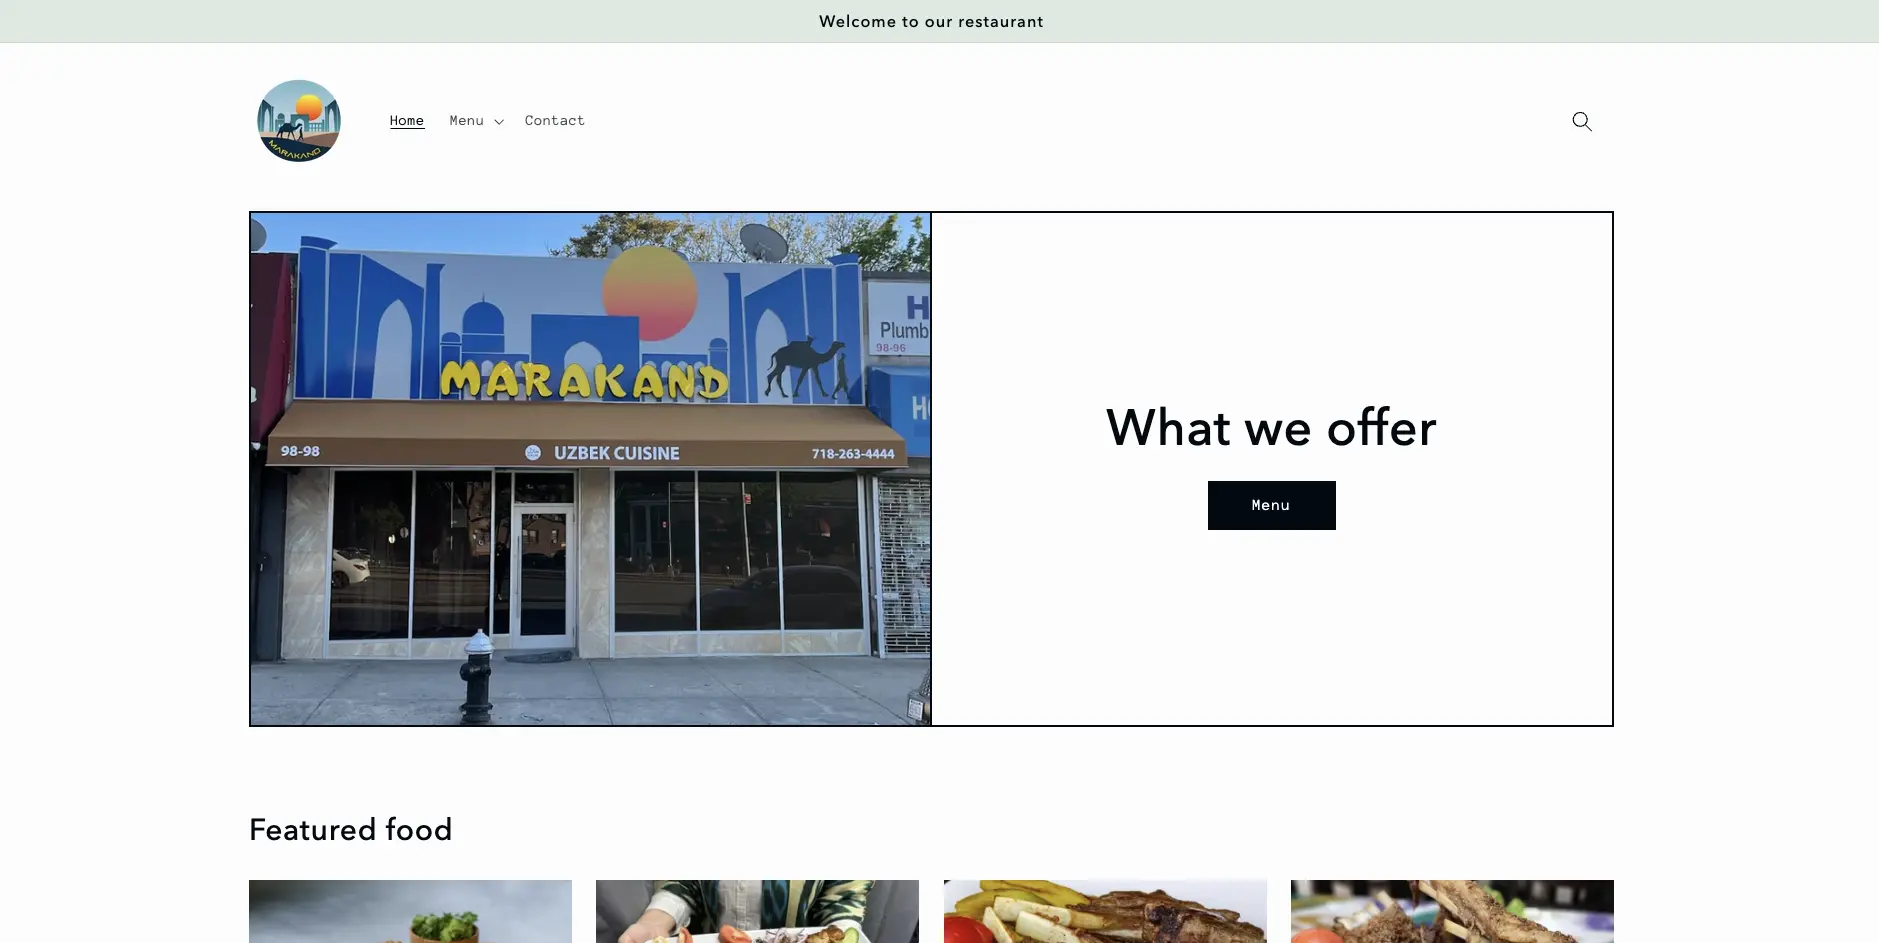 Welcome to our restaurant
MARAKAND
Home
Menu
Contact
H
Plumb
98-96
MARAKAND
98-98
UZBEK CUISINE
718-263-4444
What we offer
Menu
Featured food